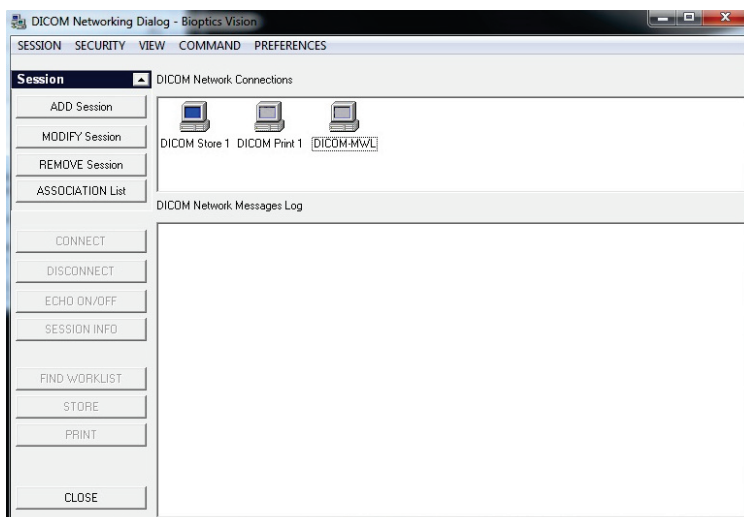 DICOM Networking Dialog - Bioptics Vision
SESSION SECURITY VIEW COMMAND PREFERENCES
Session
DICOM Network Connections
ADD Session
MODIFY Session
REMOVE Session
ASSOCIATION List
DICOM Store 1 DICOM Print 1 DICOM-MWL
DICOM Network Messages Log
CONNECT
DISCONNECT
ECHO ON/OFF
SESSION INFO
FIND WORKLIST
STORE
PRINT
CLOSE